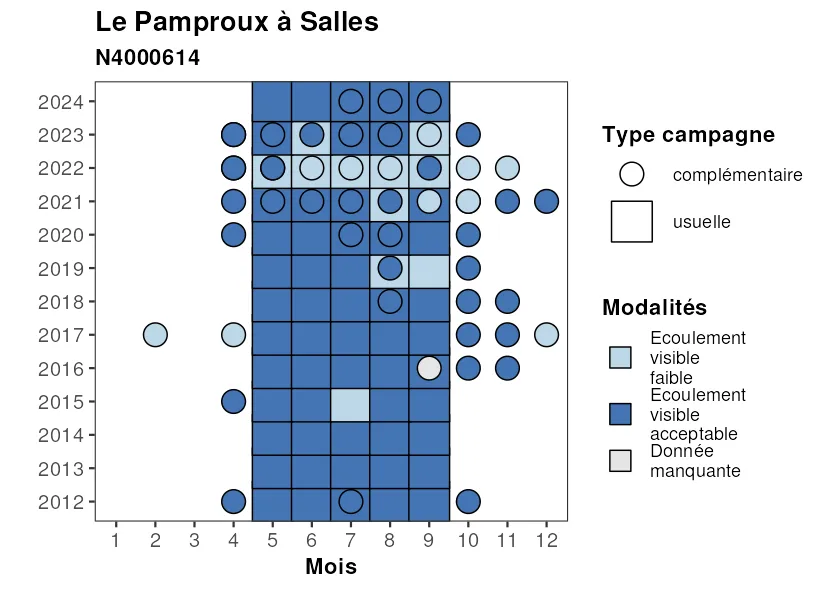 Le Pamproux à Salles
N4000614
2024
2023
2022
2021
2020
2019
2018
2017
2016
2015
2014
2013
2012
1 2 3 4 5 6 7 8 9 10 11 12
Mois
Type campagne
complémentaire
usuelle
Modalités
Ecoulement
visible
faible
Ecoulement
visible
acceptable
Donnée
manquante